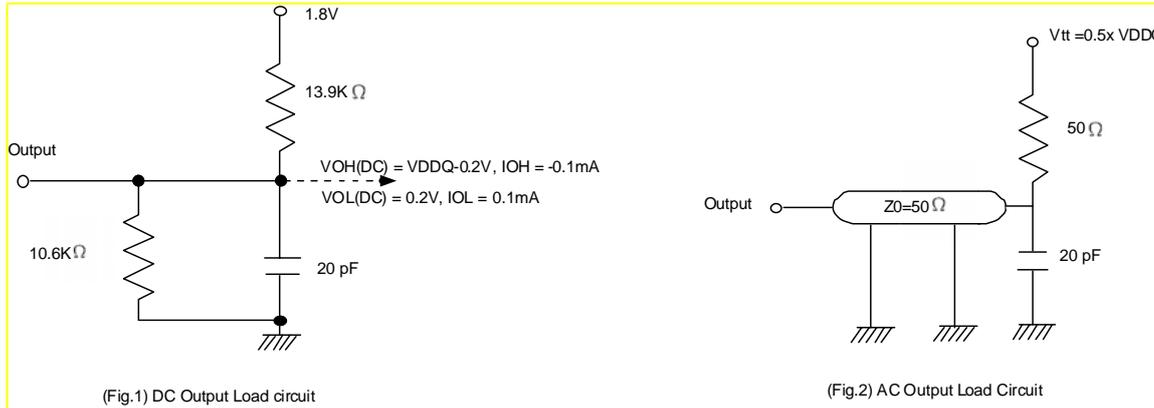 1.8V
13.9K Ω
Output
VOH(DC) = VDDQ-0.2V, IOH = -0.1mA
VOL(DC) = 0.2V, IOL = 0.1mA
10.6KΩ
20 pF
(Fig.1) DC Output Load circuit
Vtt =0.5x VDDQ
50 Ω
Output
Z0=50 Ω
20 pF
(Fig.2) AC Output Load Circuit